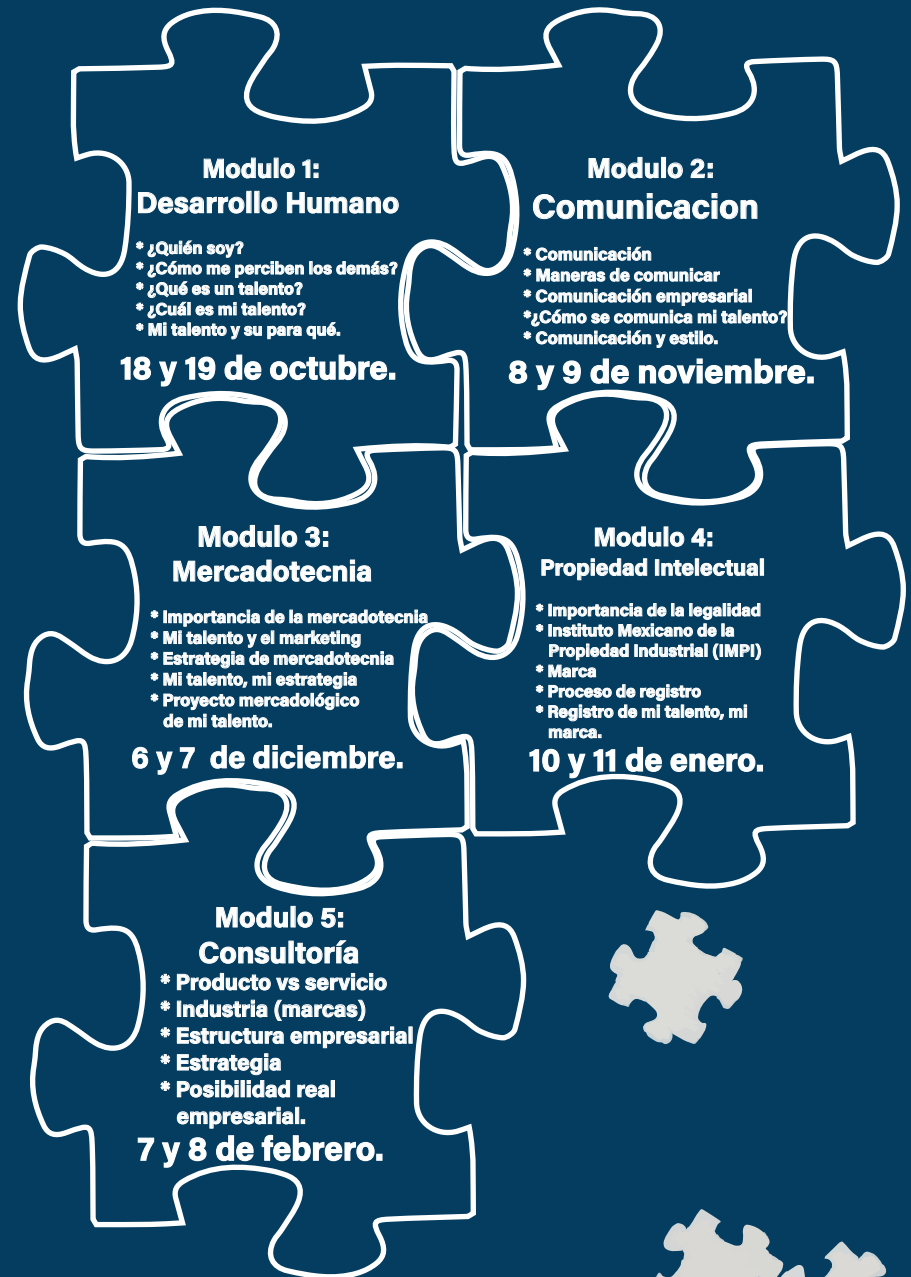 Modulo 1:
Desarrollo Humano
* ¿Quién soy?
* ¿Cómo me perciben los demás?
* ¿Qué es un talento?
* ¿Cuál es mi talento?
* Mi talento y su para qué.
18 y 19 de octubre.
Modulo 2:
Comunicacion
* Comunicación
* Maneras de comunicar
* Comunicación empresarial
*¿Cómo se comunica mi talento?
* Comunicación y estilo.
8 y 9 de noviembre.
Modulo 3:
Mercadotecnia
* Importancia de la mercadotecnia
* Mi talento y el marketing
* Estrategia de mercadotecnia
* Mi talento, mi estrategia
* Proyecto mercadológico
de mi talento.
6 y 7 de diciembre.
Modulo 4:
Propiedad Intelectual
* Importancia de la legalidad
* Instituto Mexicano de la
Propiedad Industrial (IMPI)
* Marca
* Proceso de registro
* Registro de mi talento, mi
marca.
10 y 11 de enero.
Modulo 5:
Consultoría
* Producto vs servicio
* Industria (marcas)
* Estructura empresarial
* Estrategia
* Posibilidad real
empresarial.
7 y 8 de febrero.